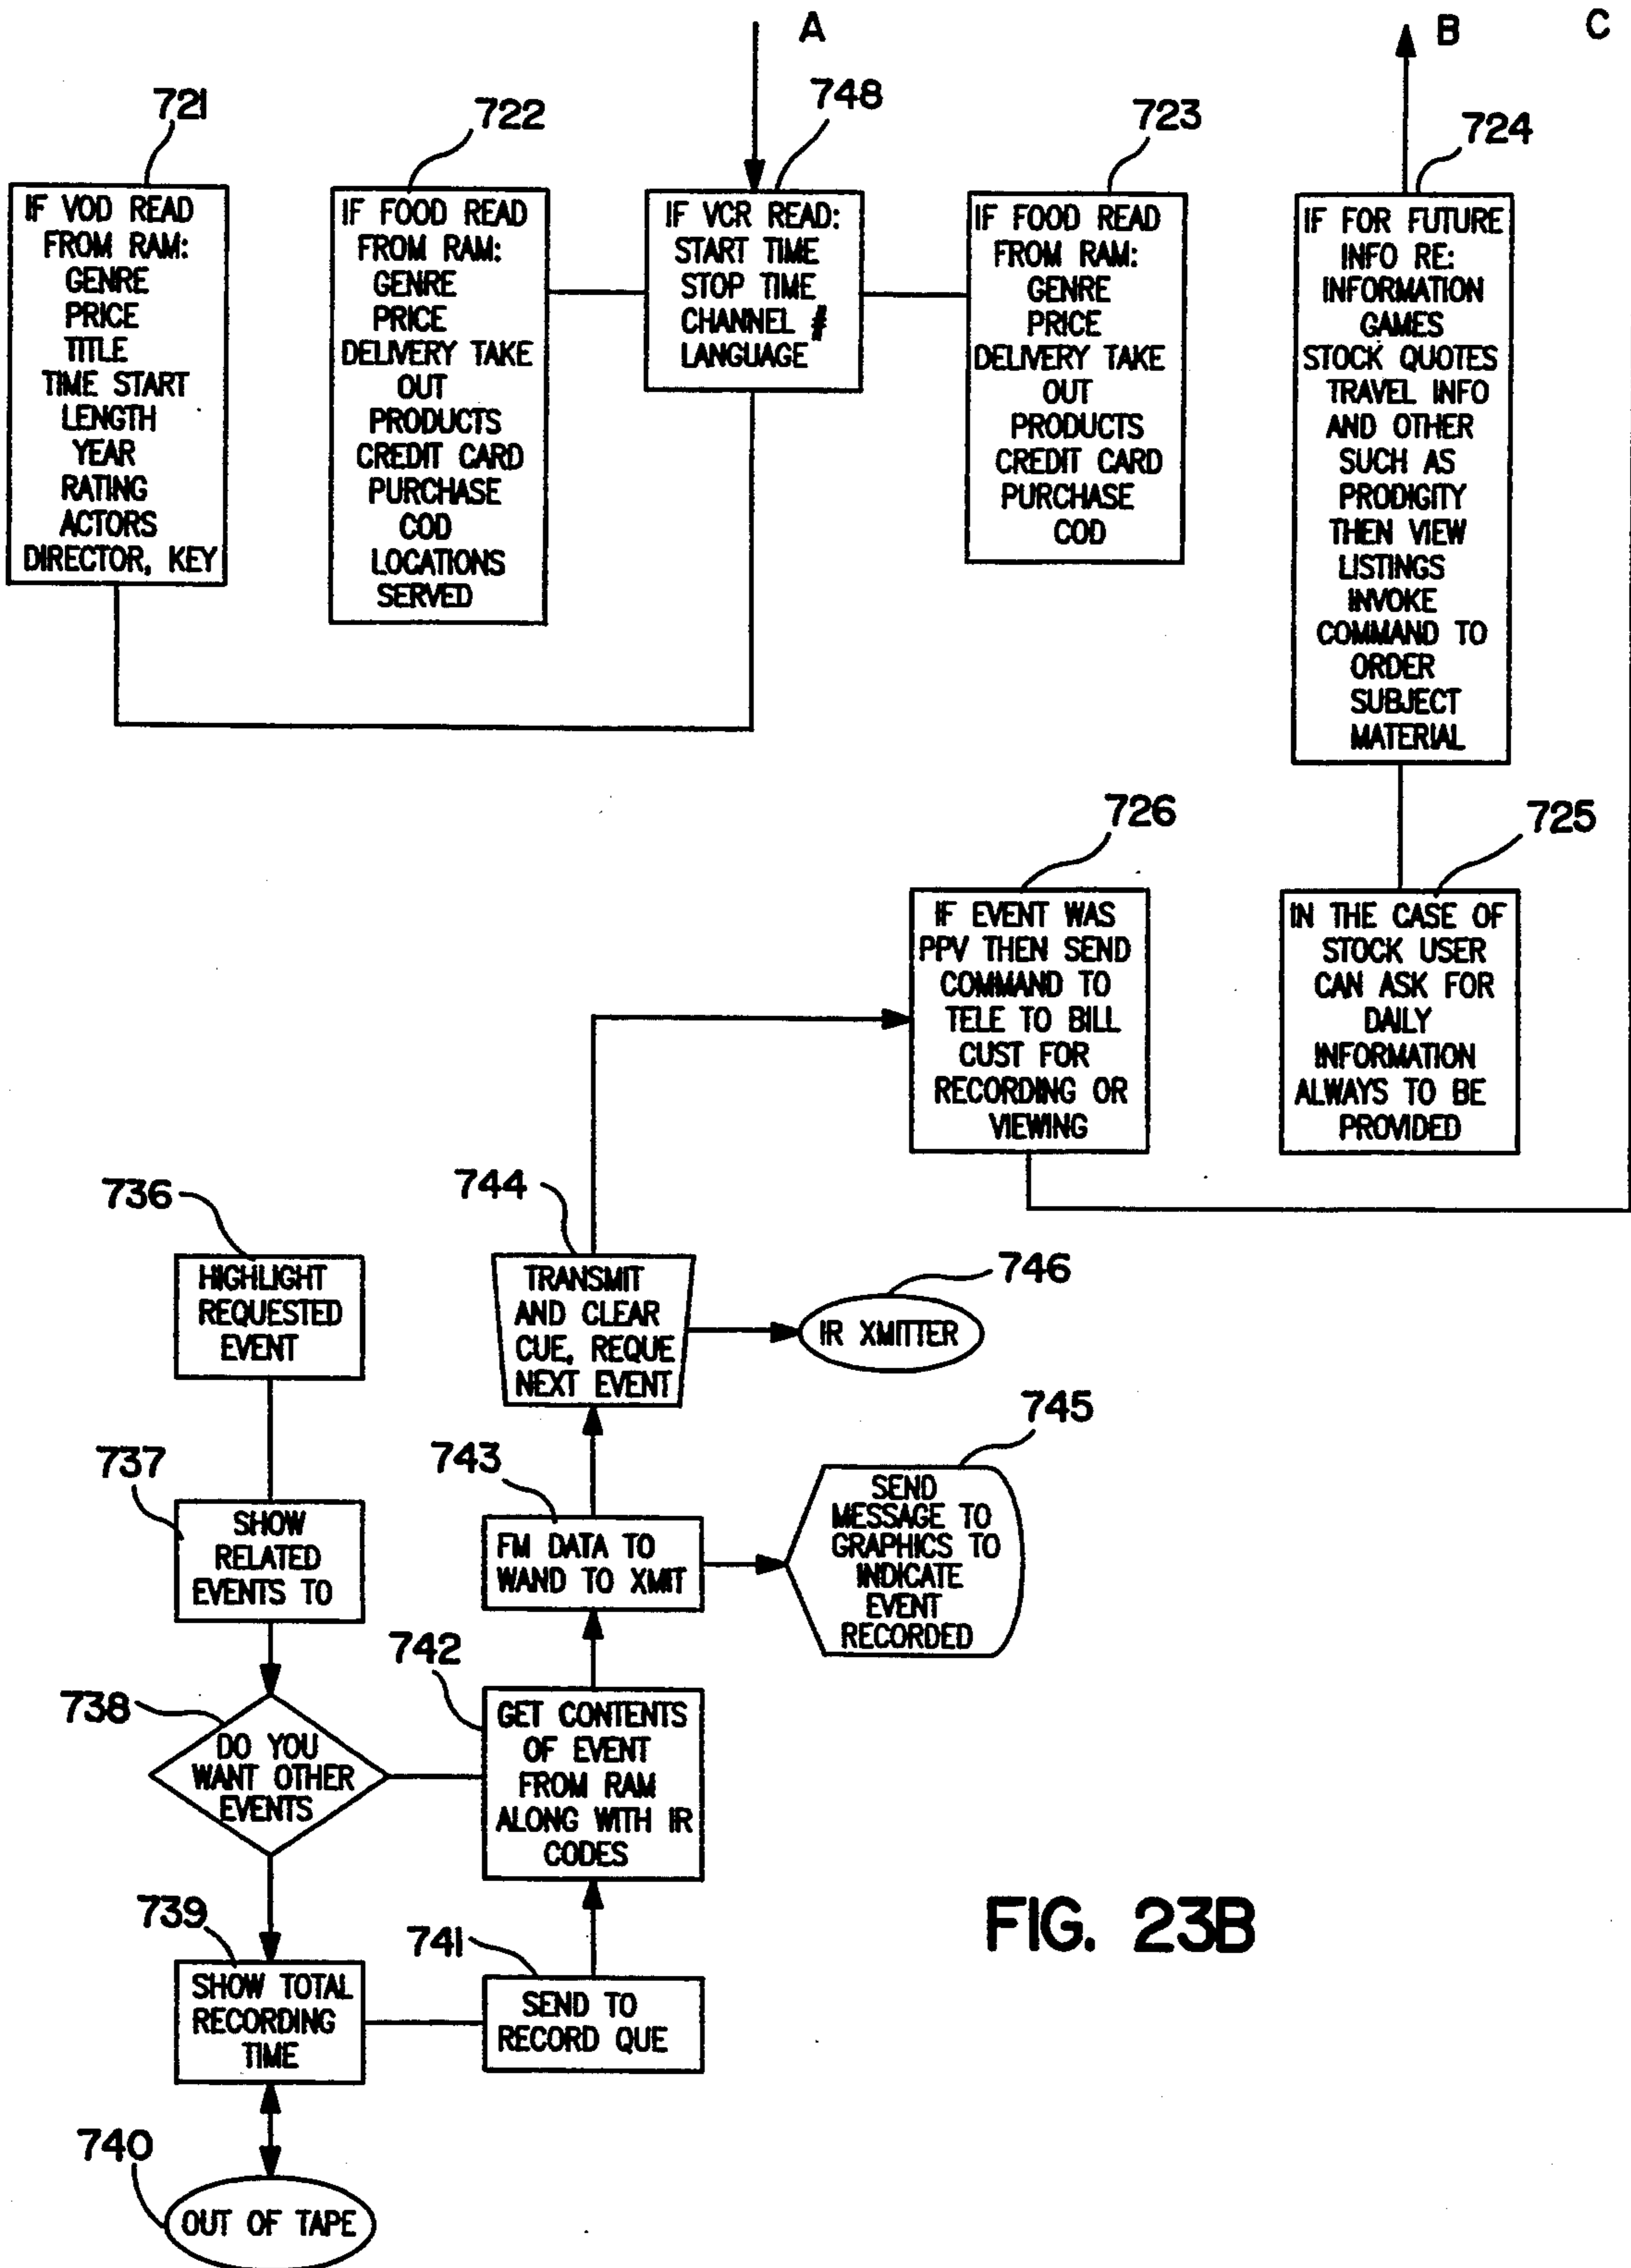 A
B
C
721
722
748
723
724
IF VOD READ
FROM RAM:
GENRE
PRICE
TITLE
TIME START
LENGTH
YEAR
RATING
ACTORS
DIRECTOR, KEY
IF FOOD READ
FROM RAM:
GENRE
PRICE
DELIVERY TAKE
OUT
PRODUCTS
CREDIT CARD
PURCHASE
COD
LOCATIONS
SERVED
IF VCR READ:
START TIME
STOP TIME
CHANNEL #
LANGUAGE
IF FOOD READ
FROM RAM:
GENRE
PRICE
DELIVERY TAKE
OUT
PRODUCTS
CREDIT CARD
PURCHASE
COD
IF FOR FUTURE
INFO RE:
INFORMATION
GAMES
STOCK QUOTES
TRAVEL INFO
AND OTHER
SUCH AS
PRODIGITY
THEN VIEW
LISTINGS
INVOKE
COMMAND TO
ORDER
SUBJECT
MATERIAL
726
725
IF EVENT WAS
PPV THEN SEND
COMMAND TO
TELE TO BILL
CUST FOR
RECORDING OR
VIEWING
IN THE CASE OF
STOCK USER
CAN ASK FOR
DAILY
INFORMATION
ALWAYS TO BE
PROVIDED
736
HIGHLIGHT
REQUESTED
EVENT
744
TRANSMIT
AND CLEAR
CUE, REQUE
NEXT EVENT
746
IR XMITTER
737
SHOW
RELATED
EVENTS TO
743
FM DATA TO
WAND TO XMIT
745
SEND
MESSAGE TO
GRAPHICS TO
INDICATE
EVENT
RECORDED
738
DO YOU
WANT OTHER
EVENTS
742
GET CONTENTS
OF EVENT
FROM RAM
ALONG WITH IR
CODES
739
SHOW TOTAL
RECORDING
TIME
741
SEND TO
RECORD QUE
740
OUT OF TAPE
FIG. 23B